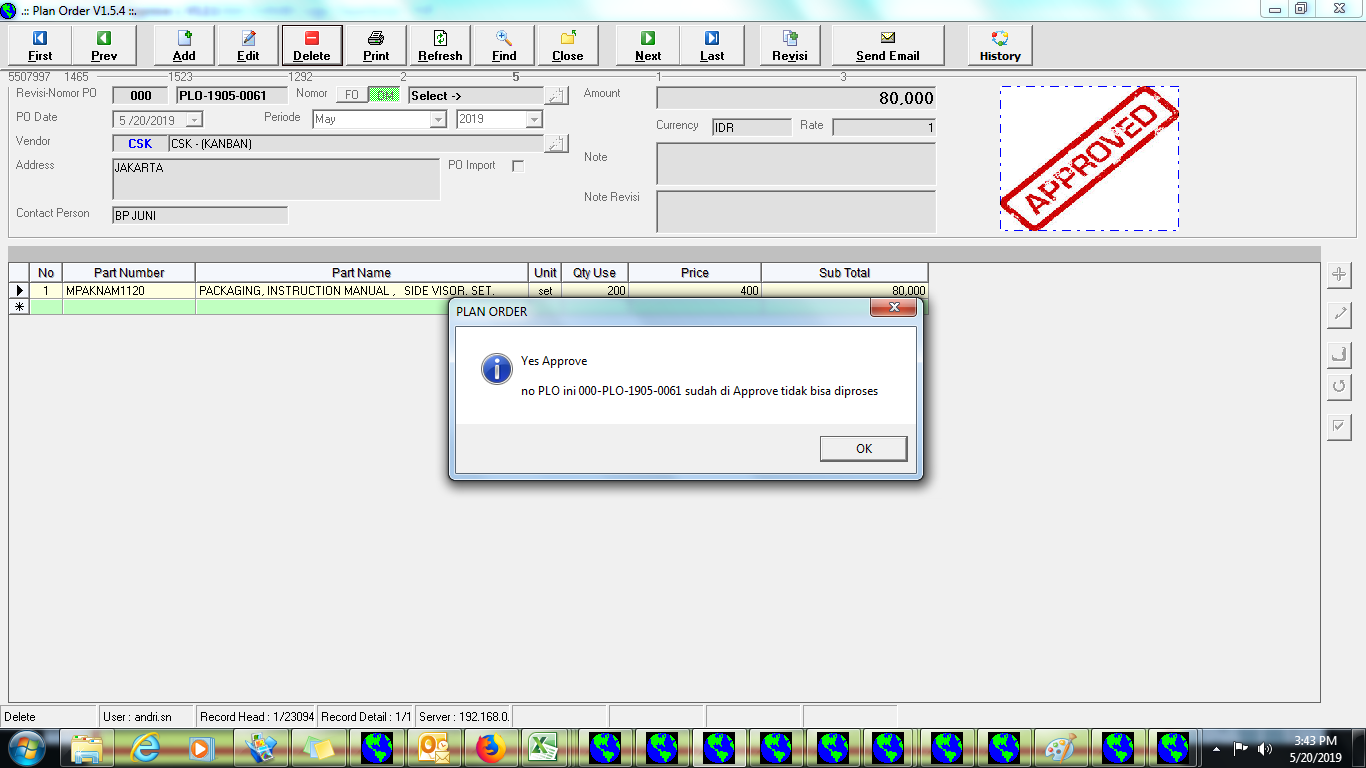 .:: Plan Order V1.5.4 ::.
First Prev Add Edit Delete Print Refresh Find Close Next Last Revisi Send Email History
5507997 1465 1523 1292 2 5 1 3
Revisi-Nomor PO 000 PLO-1905-0061 Nomor FO DM Select -> Amount 80,000
PO Date 5 /20/2019 Periode May 2019 Currency IDR Rate 1
Vendor CSK CSK - (KANBAN)
Address JAKARTA PO Import Note
Note Revisi
Contact Person BP JUNI
APPROVED
No Part Number Part Name Unit Qty Use Price Sub Total
1 MPAKNAM1120 PACKAGING, INSTRUCTION MANUAL , SIDE VISOR. SET. set 200 400 80,000
PLAN ORDER
Yes Approve
no PLO ini 000-PLO-1905-0061 sudah di Approve tidak bisa diproses
OK
Delete User : andri.sn Record Head : 1/23094 Record Detail : 1/1 Server : 192.168.0.
3:43 PM
5/20/2019